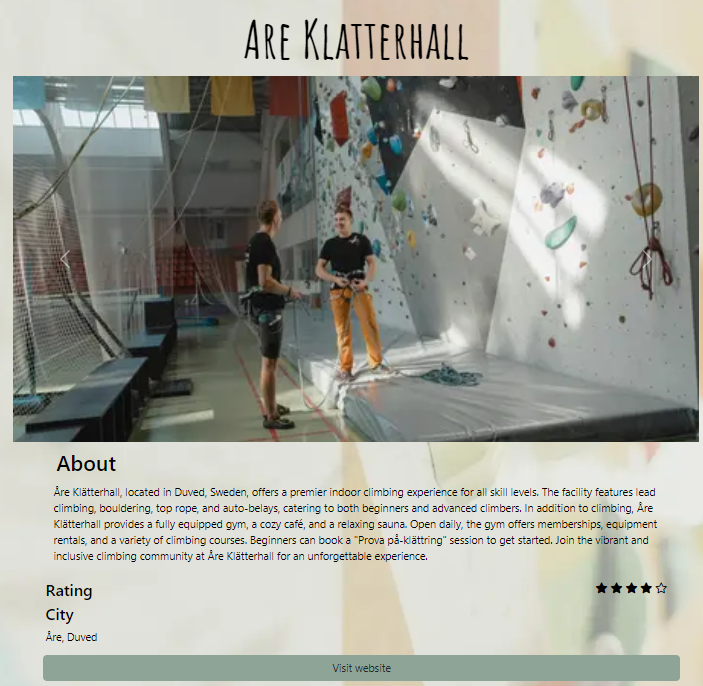 Are Klatterhall
About
Åre Klätterhall, located in Duved, Sweden, offers a premier indoor climbing experience for all skill levels. The facility features lead
climbing, bouldering, top rope, and auto-belays, catering to both beginners and advanced climbers. In addition to climbing, Åre
Klätterhall provides a fully equipped gym, a cozy café, and a relaxing sauna. Open daily, the gym offers memberships, equipment
rentals, and a variety of climbing courses. Beginners can book a "Prova på-klättring" session to get started. Join the vibrant and
inclusive climbing community at Åre Klätterhall for an unforgettable experience.
Rating
City
Åre, Duved
Visit website